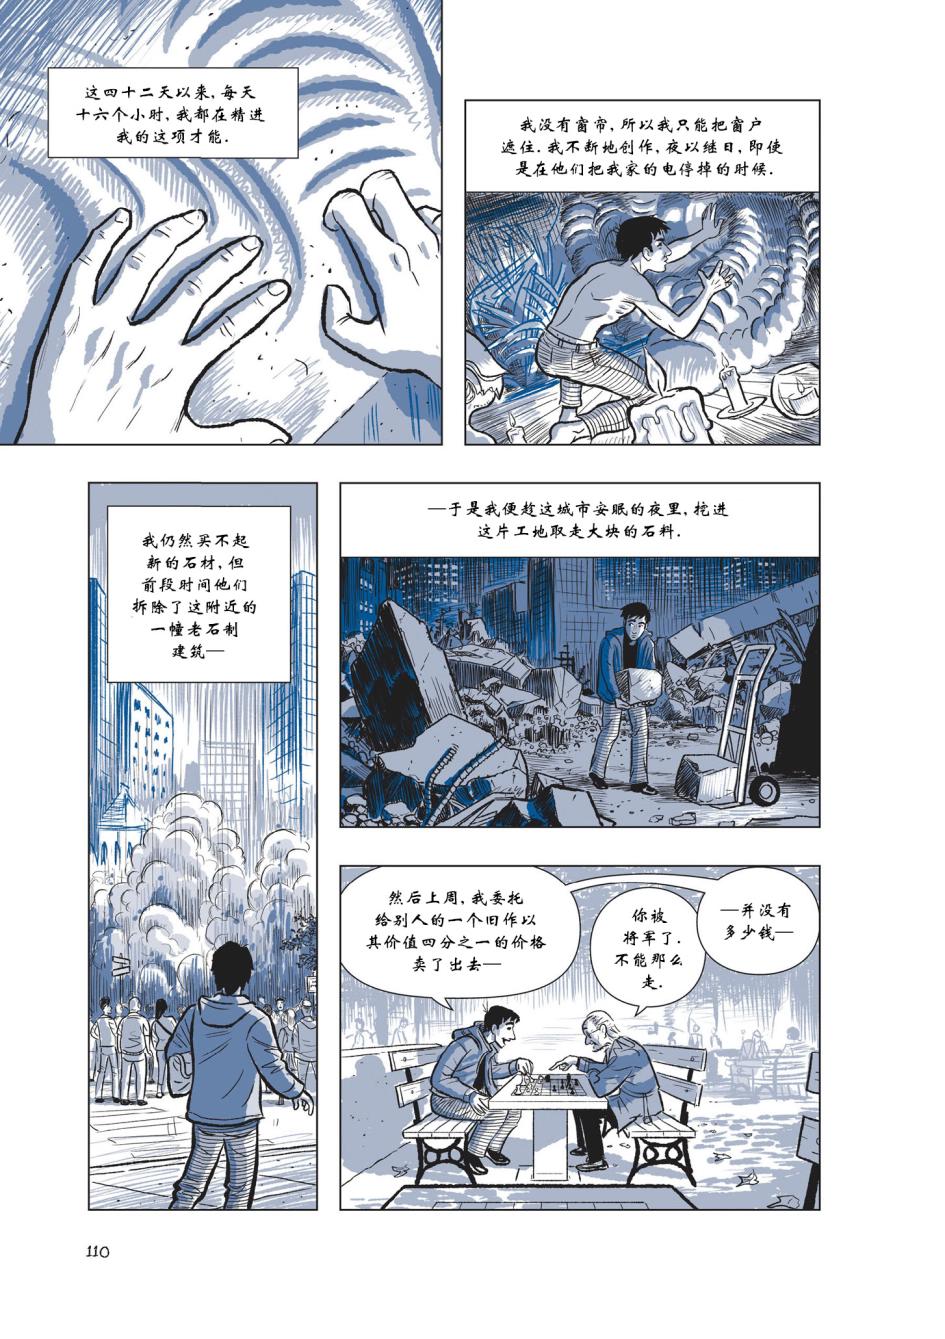 这四十二天以来, 每天
十六个小时, 我都在精进
我的这项才能.
我没有窗帘, 所以我只能把窗户
遮住. 我不断地创作, 夜以继日, 即使
是在他们把我家的电停掉的时候.
我仍然买不起
新的石材, 但
前段时间他们
拆除了这附近的
一幢老石制
建筑—
—于是我便趁这城市安眠的夜里, 挖进
这片工地取走大块的石料.
然后上周, 我委托
给别人的一个旧作以
其价值四分之一的价格
卖了出去—
—并没有
多少钱—
你被
将军了.
不能那么
走.
110